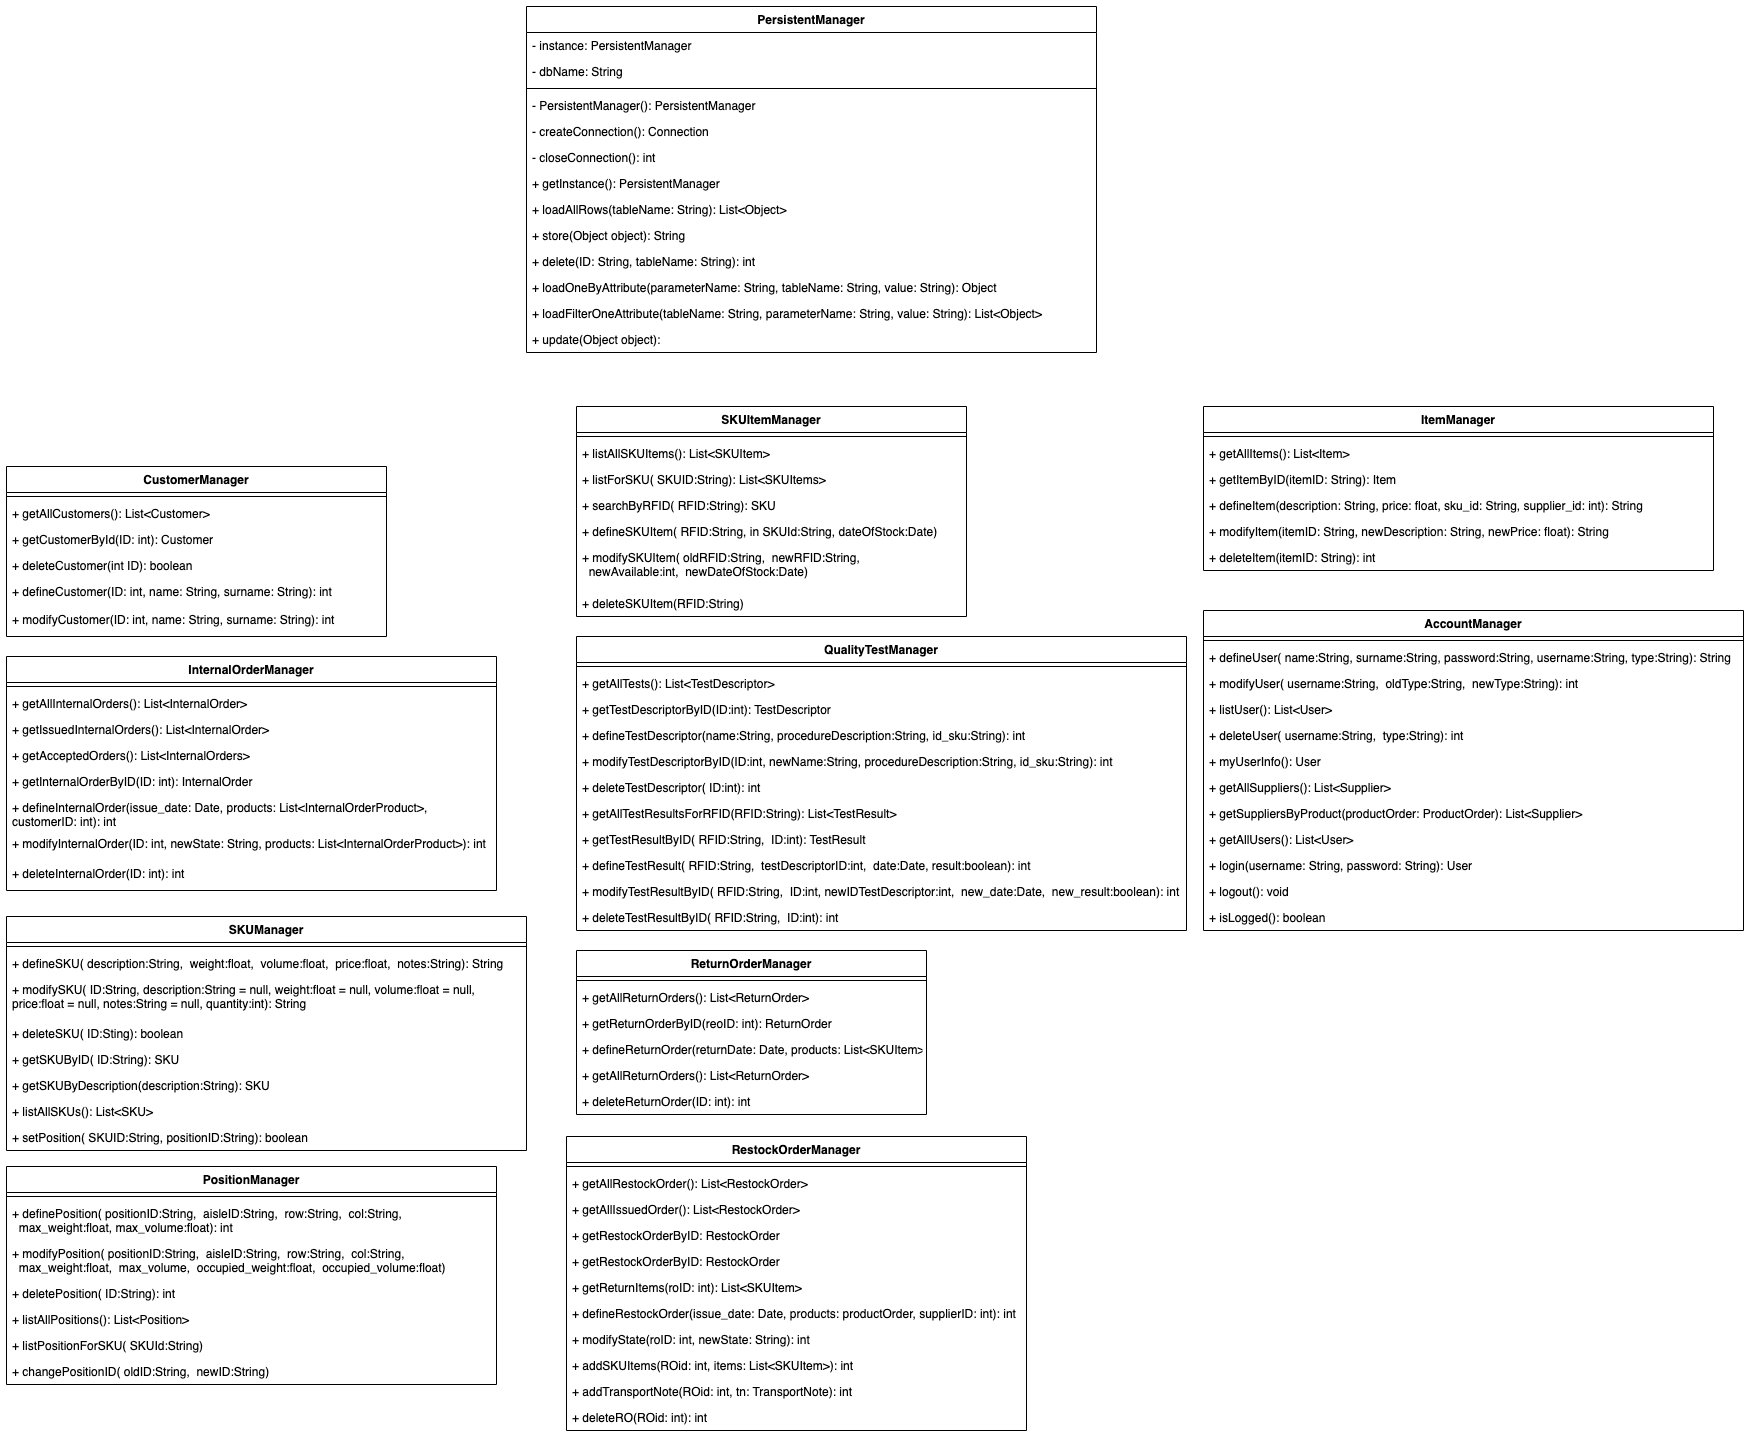 PersistentManager
- instance: PersistentManager
- dbName: String
- PersistentManager(): PersistentManager
- createConnection(): Connection
- closeConnection(): int
+ getInstance(): PersistentManager
+ loadAllRows(tableName: String): List<Object>
+ store(Object object): String
+ delete(ID: String, tableName: String): int
+ loadOneByAttribute(parameterName: String, tableName: String, value: String): Object
+ loadFilterOneAttribute(tableName: String, parameterName: String, value: String): List<Object>
+ update(Object object):
CustomerManager
+ getAllCustomers(): List<Customer>
+ getCustomerById(ID: int): Customer
+ deleteCustomer(int ID): boolean
+ defineCustomer(ID: int, name: String, surname: String): int
+ modifyCustomer(ID: int, name: String, surname: String): int
InternalOrderManager
+ getAllInternalOrders(): List<InternalOrder>
+ getIssuedInternalOrders(): List<InternalOrder>
+ getAcceptedOrders(): List<InternalOrders>
+ getInternalOrderByID(ID: int): InternalOrder
+ defineInternalOrder(issue_date: Date, products: List<InternalOrderProduct>,
customerID: int): int
+ modifyInternalOrder(ID: int, newState: String, products: List<InternalOrderProduct>): int
+ deleteInternalOrder(ID: int): int
SKUManager
+ defineSKU( description:String, weight:float, volume:float, price:float, notes:String): String
+ modifySKU( ID:String, description:String = null, weight:float = null, volume:float = null,
price:float = null, notes:String = null, quantity:int): String
+ deleteSKU( ID:Sting): boolean
+ getSKUByID( ID:String): SKU
+ getSKUByDescription(description:String): SKU
+ listAllSKUs(): List<SKU>
+ setPosition( SKUID:String, positionID:String): boolean
PositionManager
+ definePosition( positionID:String, aisleID:String, row:String, col:String,
max_weight:float, max_volume:float): int
+ modifyPosition( positionID:String, aisleID:String, row:String, col:String,
max_weight:float, max_volume, occupied_weight:float, occupied_volume:float)
+ deletePosition( ID:String): int
+ listAllPositions(): List<Position>
+ listPositionForSKU( SKUId:String)
+ changePositionID( oldID:String, newID:String)
SKUItemManager
+ listAllSKUItems(): List<SKUItem>
+ listForSKU( SKUID:String): List<SKUItems>
+ searchByRFID( RFID:String): SKU
+ defineSKUItem( RFID:String, in SKUId:String, dateOfStock:Date)
+ modifySKUItem( oldRFID:String, newRFID:String,
newAvailable:int, newDateOfStock:Date)
+ deleteSKUItem(RFID:String)
QualityTestManager
+ getAllTests(): List<TestDescriptor>
+ getTestDescriptorByID(ID:int): TestDescriptor
+ defineTestDescriptor(name:String, procedureDescription:String, id_sku:String): int
+ modifyTestDescriptorByID(ID:int, newName:String, procedureDescription:String, id_sku:String): int
+ deleteTestDescriptor( ID:int): int
+ getAllTestResultsForRFID(RFID:String): List<TestResult>
+ getTestResultByID( RFID:String, ID:int): TestResult
+ defineTestResult( RFID:String, testDescriptorID:int, date:Date, result:boolean): int
+ modifyTestResultByID( RFID:String, ID:int, newIDTestDescriptor:int, new_date:Date, new_result:boolean): int
+ deleteTestResultByID( RFID:String, ID:int): int
ReturnOrderManager
+ getAllReturnOrders(): List<ReturnOrder>
+ getReturnOrderByID(reoID: int): ReturnOrder
+ defineReturnOrder(returnDate: Date, products: List<SKUItem>
+ getAllReturnOrders(): List<ReturnOrder>
+ deleteReturnOrder(ID: int): int
RestockOrderManager
+ getAllRestockOrder(): List<RestockOrder>
+ getAllIssuedOrder(): List<RestockOrder>
+ getRestockOrderByID: RestockOrder
+ getRestockOrderByID: RestockOrder
+ getReturnItems(roID: int): List<SKUItem>
+ defineRestockOrder(issue_date: Date, products: productOrder, supplierID: int): int
+ modifyState(roID: int, newState: String): int
+ addSKUItems(ROid: int, items: List<SKUItem>): int
+ addTransportNote(ROid: int, tn: TransportNote): int
+ deleteRO(ROid: int): int
ItemManager
+ getAllItems(): List<Item>
+ getItemByID(itemID: String): Item
+ defineItem(description: String, price: float, sku_id: String, supplier_id: int): String
+ modifyItem(itemID: String, newDescription: String, newPrice: float): String
+ deleteItem(itemID: String): int
AccountManager
+ defineUser( name:String, surname:String, password:String, username:String, type:String): String
+ modifyUser( username:String, oldType:String, newType:String): int
+ listUser(): List<User>
+ deleteUser( username:String, type:String): int
+ myUserInfo(): User
+ getAllSuppliers(): List<Supplier>
+ getSuppliersByProduct(productOrder: ProductOrder): List<Supplier>
+ getAllUsers(): List<User>
+ login(username: String, password: String): User
+ logout(): void
+ isLogged(): boolean